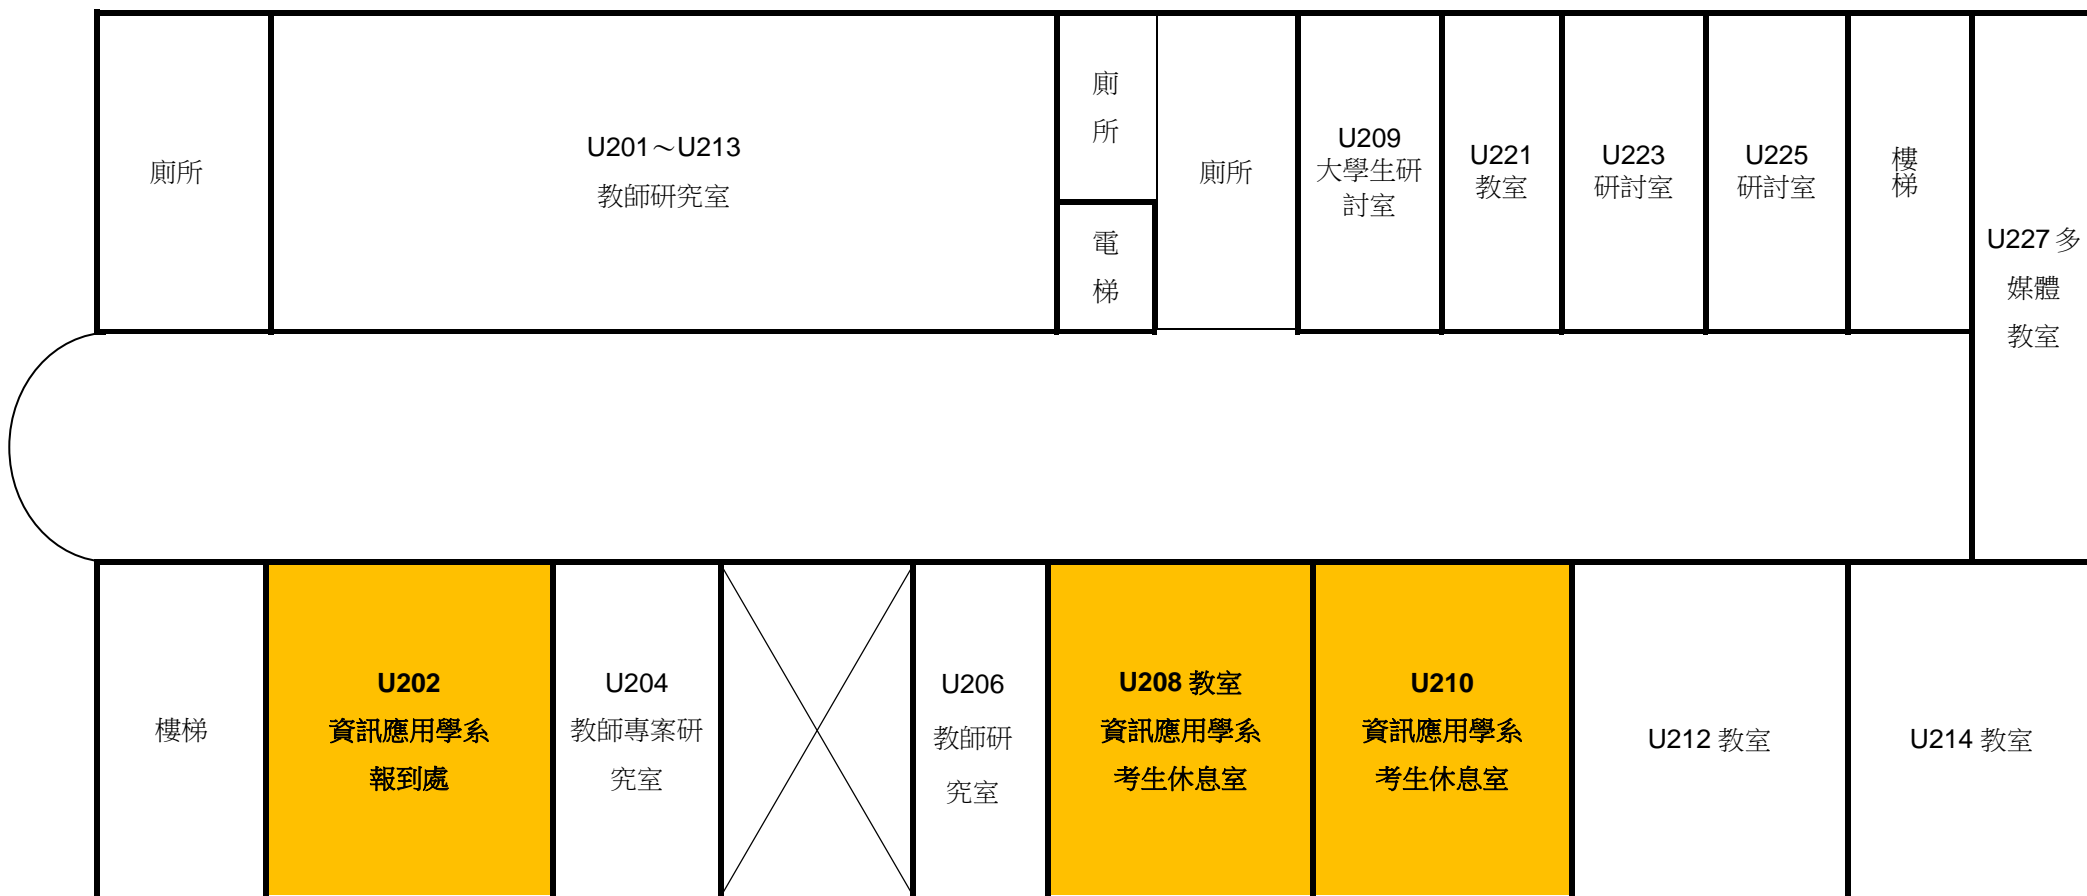 廁所
U201～U213
教師研究室
廁
所
電
梯
廁所
U209
大學生研
討室
U221
教室
U223
研討室
U225
研討室
樓
梯
U227 多
媒體
教室
樓梯
U202
資訊應用學系
報到處
U204
教師專案研
究室
U206
教師研
究室
U208 教室
資訊應用學系
考生休息室
U210
資訊應用學系
考生休息室
U212 教室
U214 教室